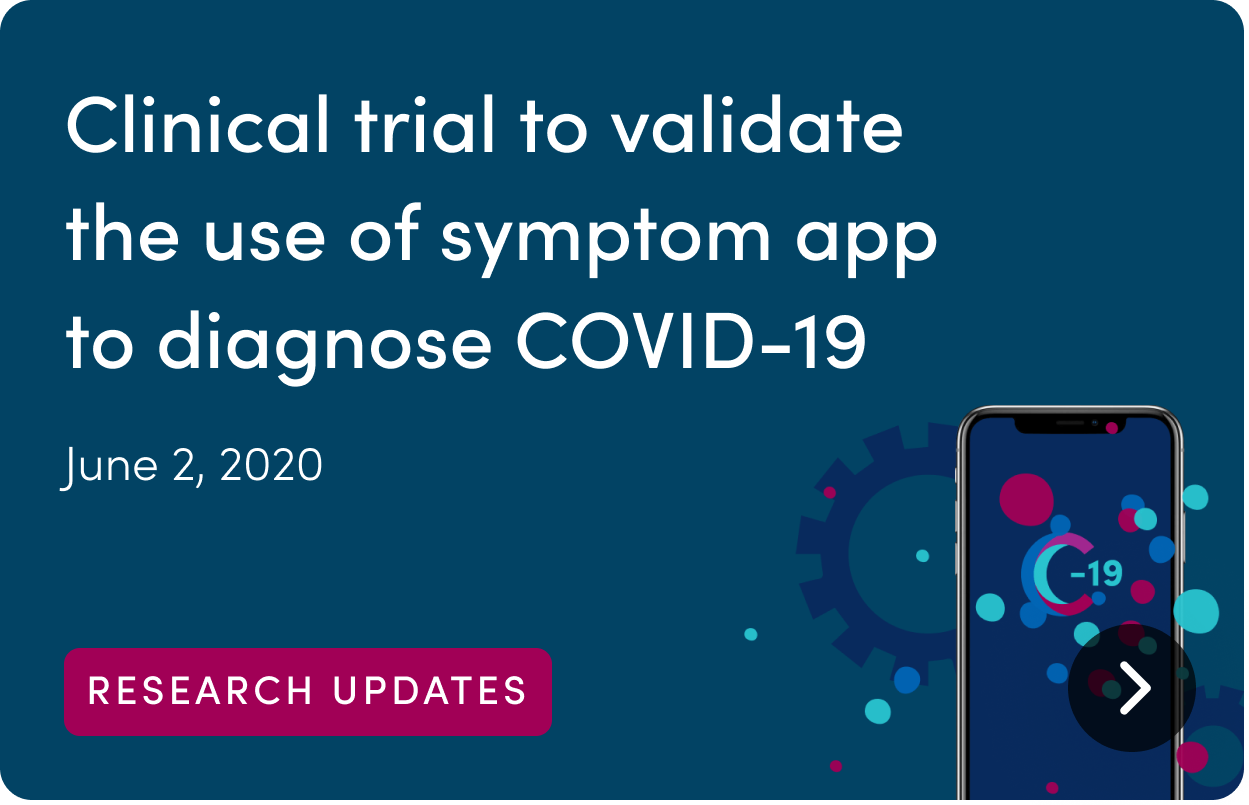 Clinical trial to validate
the use of symptom app
to diagnose COVID-19
June 2, 2020
C-19
RESEARCH UPDATES